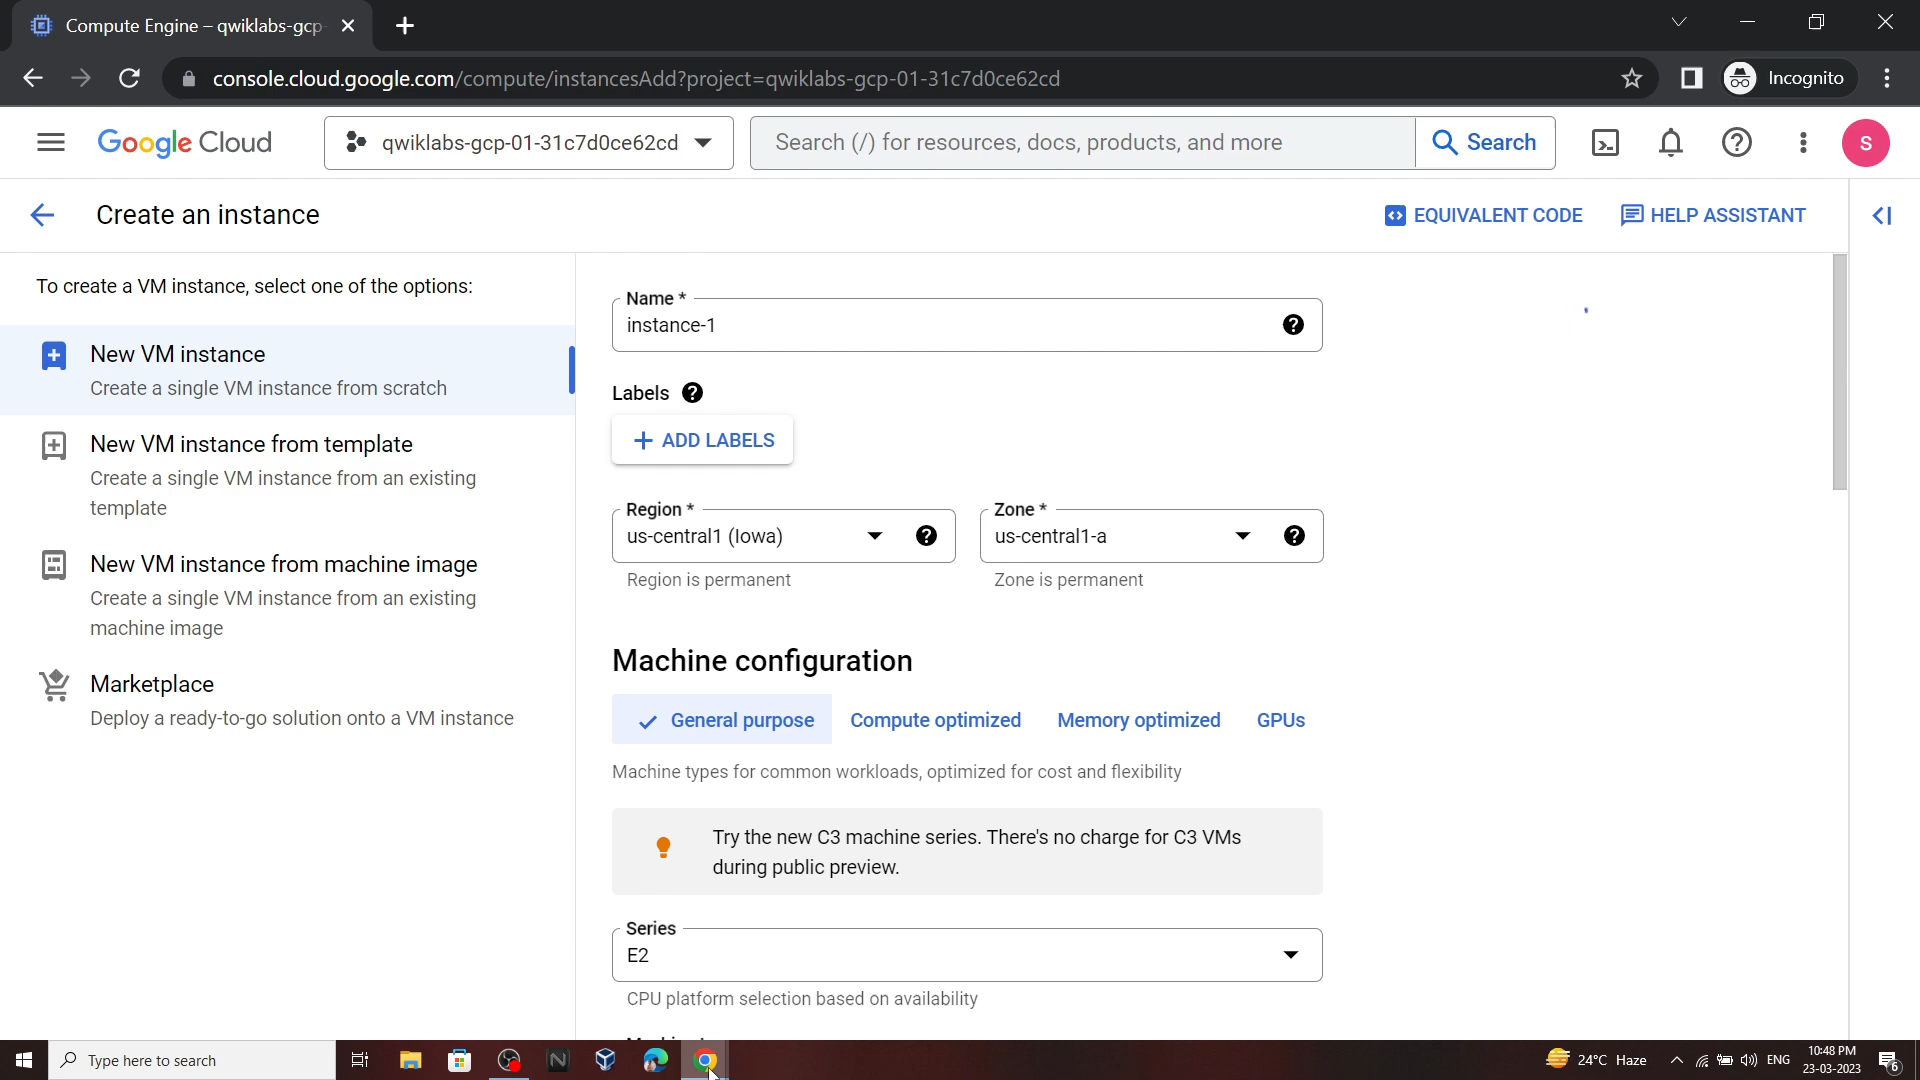 Compute Engine – qwiklabs-gcp-
console.cloud.google.com/compute/instancesAdd?project=qwiklabs-gcp-01-31c7d0ce62cd
Incognito
Google Cloud
qwiklabs-gcp-01-31c7d0ce62cd
Search (/) for resources, docs, products, and more
Search
S
Create an instance
EQUIVALENT CODE
HELP ASSISTANT
To create a VM instance, select one of the options:
New VM instance
Create a single VM instance from scratch
New VM instance from template
Create a single VM instance from an existing
template
New VM instance from machine image
Create a single VM instance from an existing
machine image
Marketplace
Deploy a ready-to-go solution onto a VM instance
Name *
instance-1
Labels
ADD LABELS
Region *
us-central1 (Iowa)
Region is permanent
Zone *
us-central1-a
Zone is permanent
Machine configuration
General purpose
Compute optimized
Memory optimized
GPUs
Machine types for common workloads, optimized for cost and flexibility
Try the new C3 machine series. There's no charge for C3 VMs
during public preview.
Series
E2
CPU platform selection based on availability
Type here to search
24°C Haze
ENG
10:48 PM
23-03-2023
6